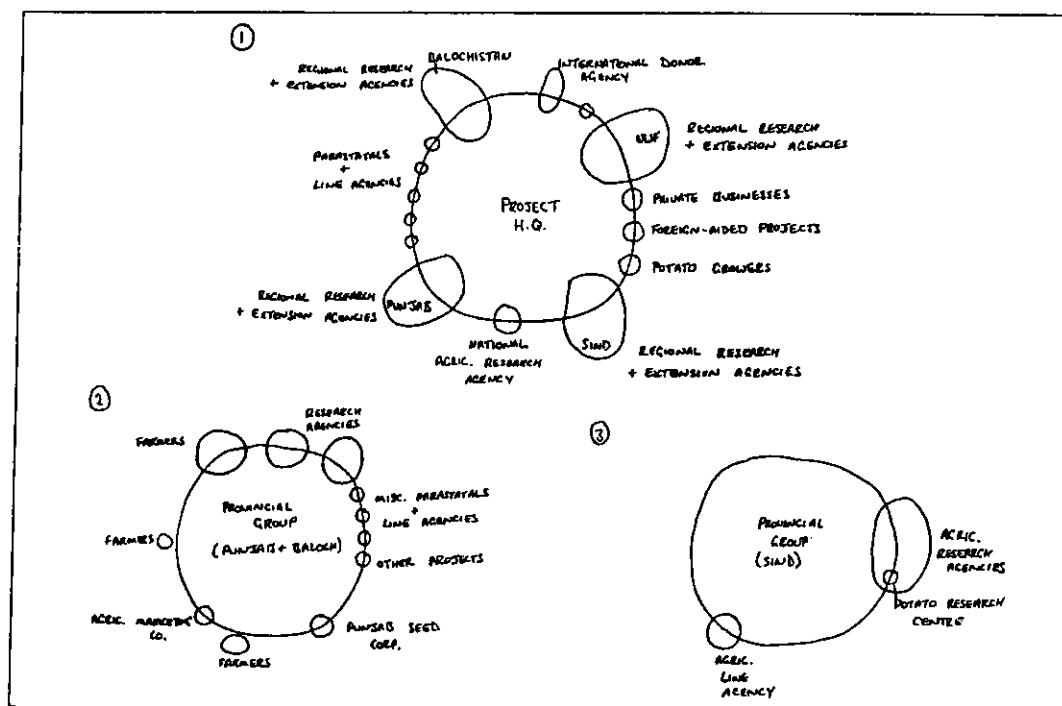 ①
BALOCHISTAN
REGIONAL RESEARCH
+ EXTENSION AGENCIES
INTERNATIONAL DONOR
AGENCY
REGIONAL RESEARCH
+ EXTENSION AGENCIES
PARASTATALS
+
LINE AGENCIES
PROJECT
H.Q.
PRIVATE BUSINESSES
FOREIGN-AIDED PROJECTS
POTATO GROWERS
REGIONAL RESEARCH
+ EXTENSION AGENCIES
PUNJAB
NATIONAL
AGRIC. RESEARCH
AGENCY
SIND
REGIONAL RESEARCH
+ EXTENSION AGENCIES
②
FARMERS
RESEARCH
AGENCIES
PROVINCIAL
GROUP
(PUNJAB + BALOCH)
MISC. PARASTATALS
+
LINE AGENCIES
OTHER PROJECTS
FARMERS
AGRIC. MARKETING
CO.
FARMERS
PUNJAB SEED
CORP.
③
PROVINCIAL
GROUP
(SIND)
AGRIC.
RESEARCH
AGENCIES
POTATO RESEARCH
CENTRE
AGRIC.
LINE
AGENCY